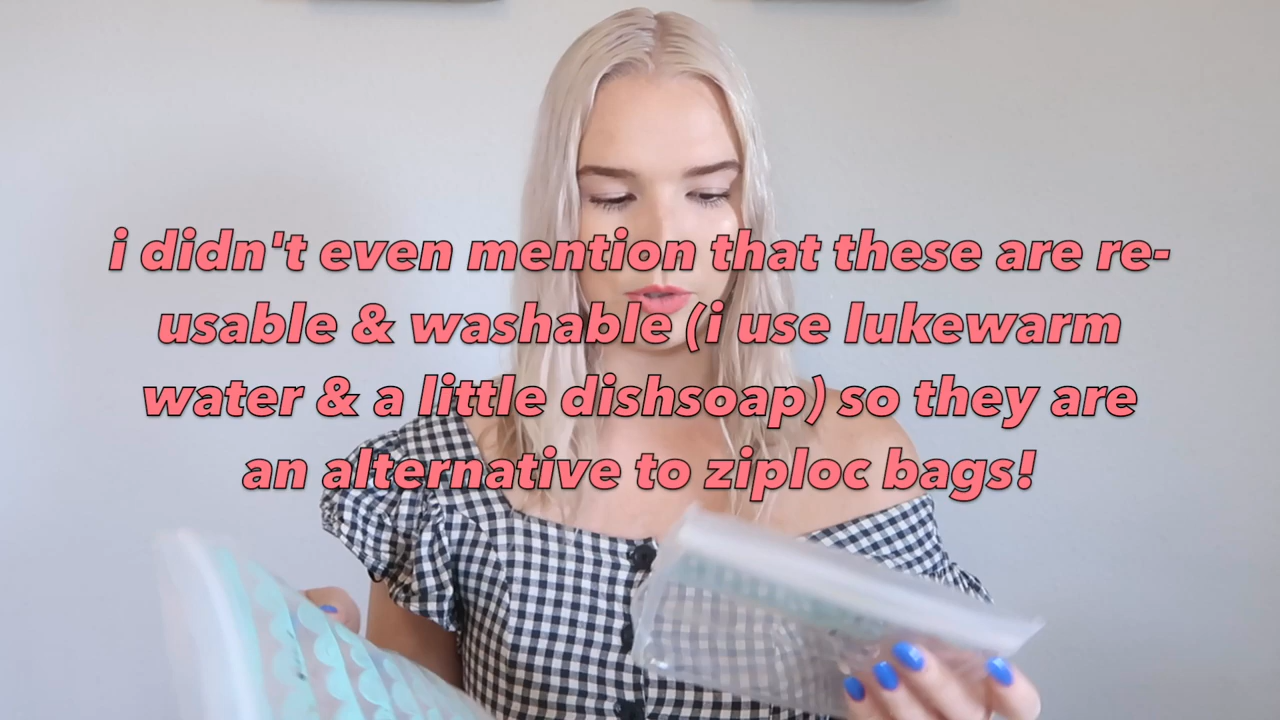 i didn't even mention that these are re-
usable & washable (i use lukewarm
water & a little dishsoap) so they are
an alternative to ziploc bags!